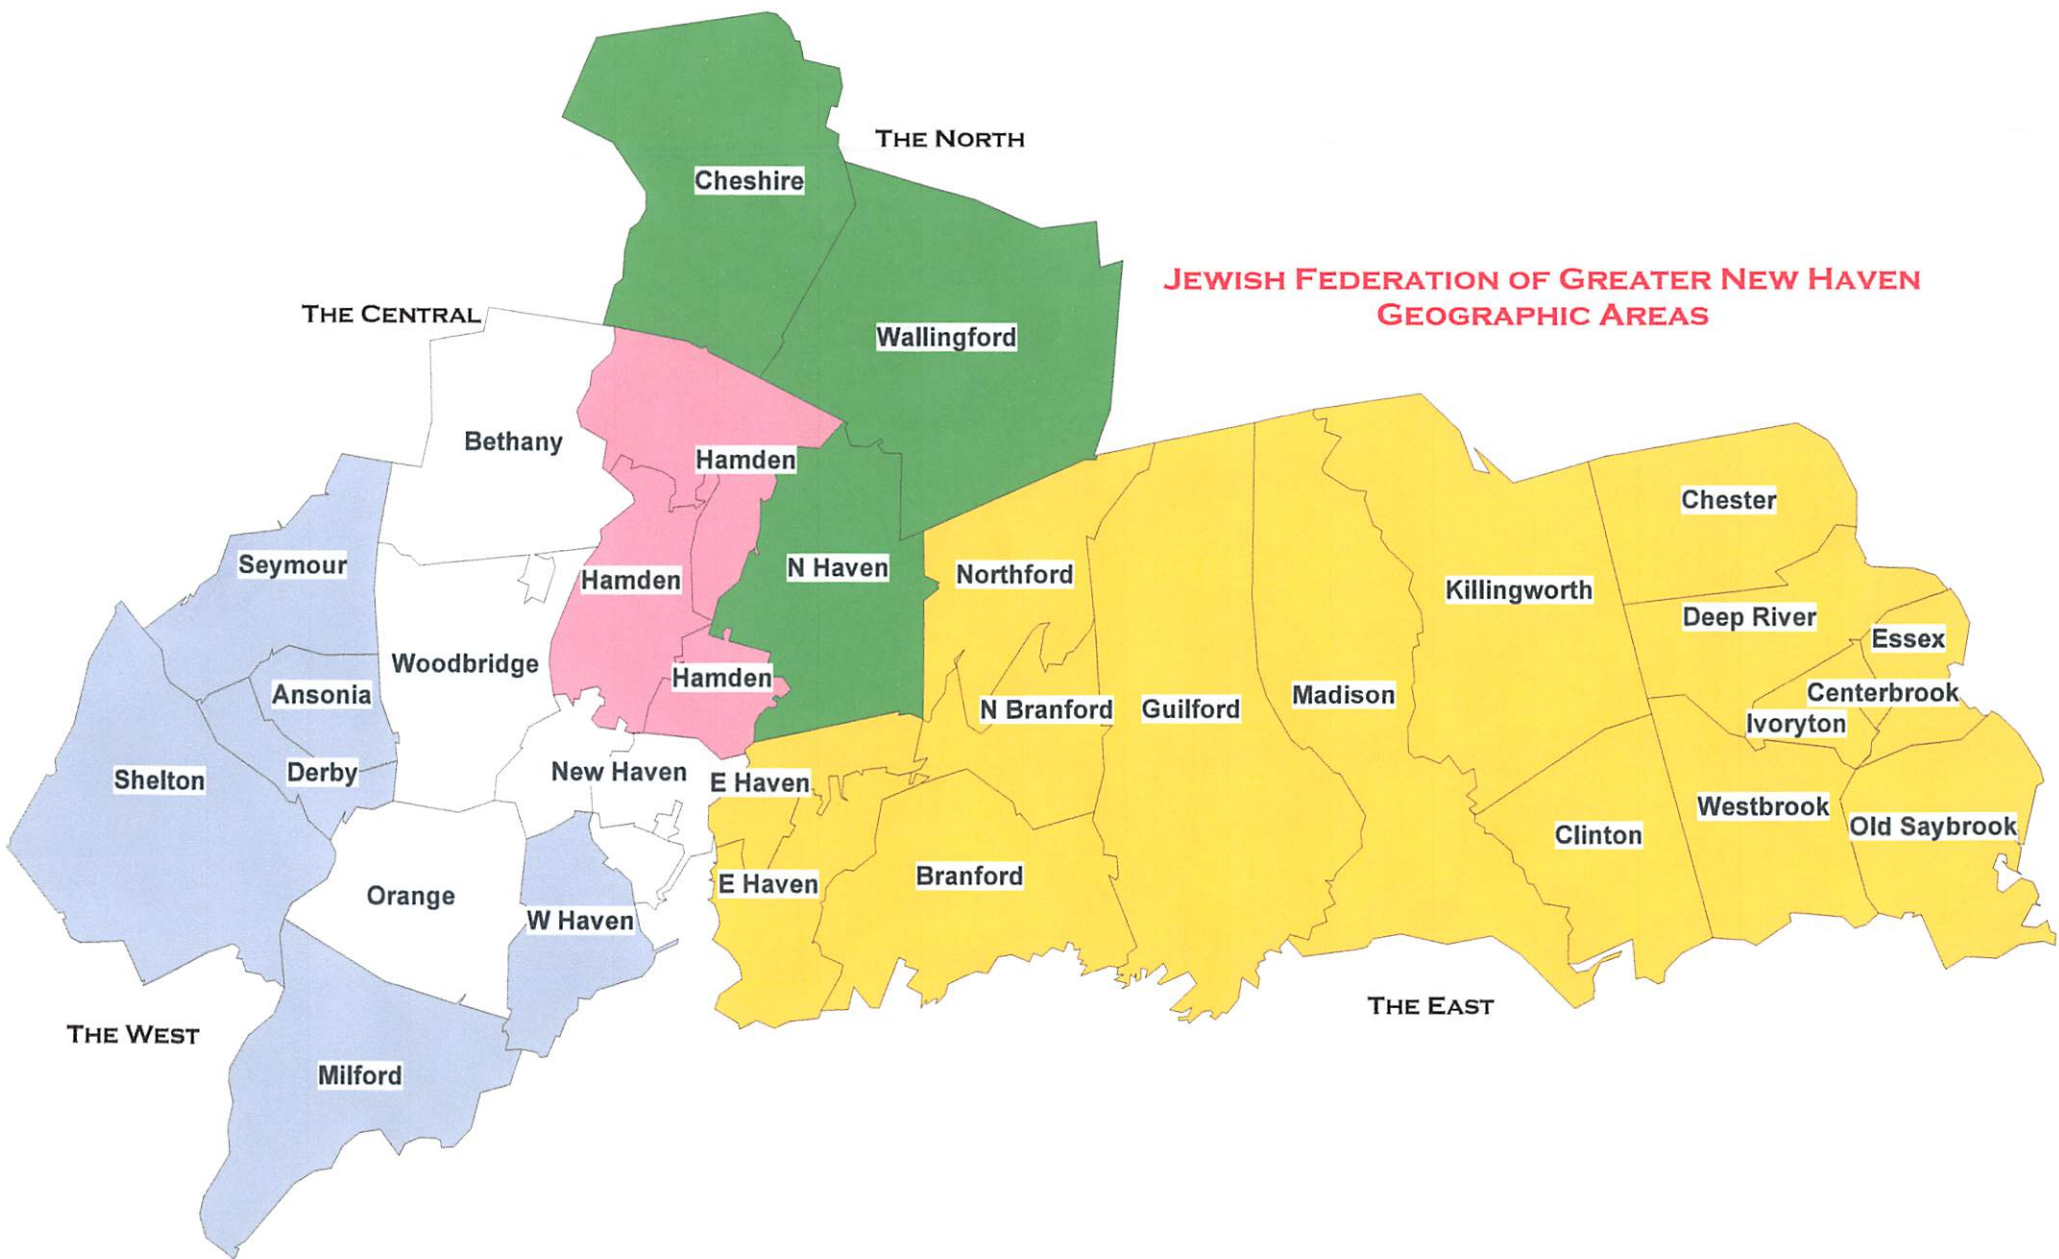 THE NORTH
Cheshire
JEWISH FEDERATION OF GREATER NEW HAVEN
GEOGRAPHIC AREAS
THE CENTRAL
Wallingford
Bethany
Hamden
Chester
Seymour
Hamden
N Haven
Northford
Killingworth
Deep River
Essex
Woodbridge
Hamden
Ansonia
N Branford
Guilford
Madison
Centerbrook
Ivoryton
Shelton
Derby
New Haven
E Haven
Westbrook
Old Saybrook
Clinton
Orange
W Haven
E Haven
Branford
THE EAST
THE WEST
Milford